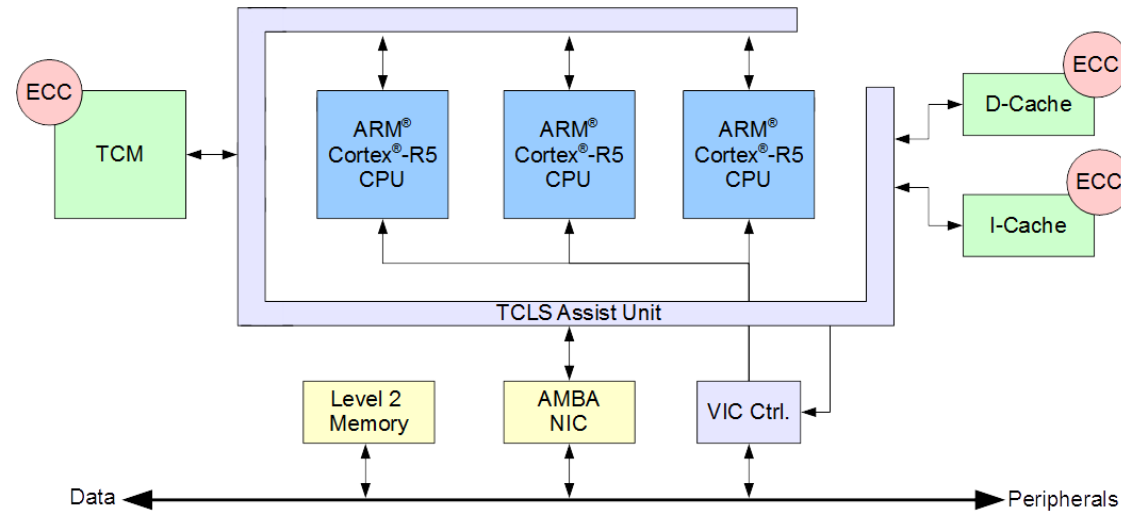 ECC
TCM
ARM®
Cortex®-R5
CPU
ARM®
Cortex®-R5
CPU
ARM®
Cortex®-R5
CPU
ECC
D-Cache
ECC
I-Cache
TCLS Assist Unit
Level 2
Memory
AMBA
NIC
VIC Ctrl.
Data
Peripherals